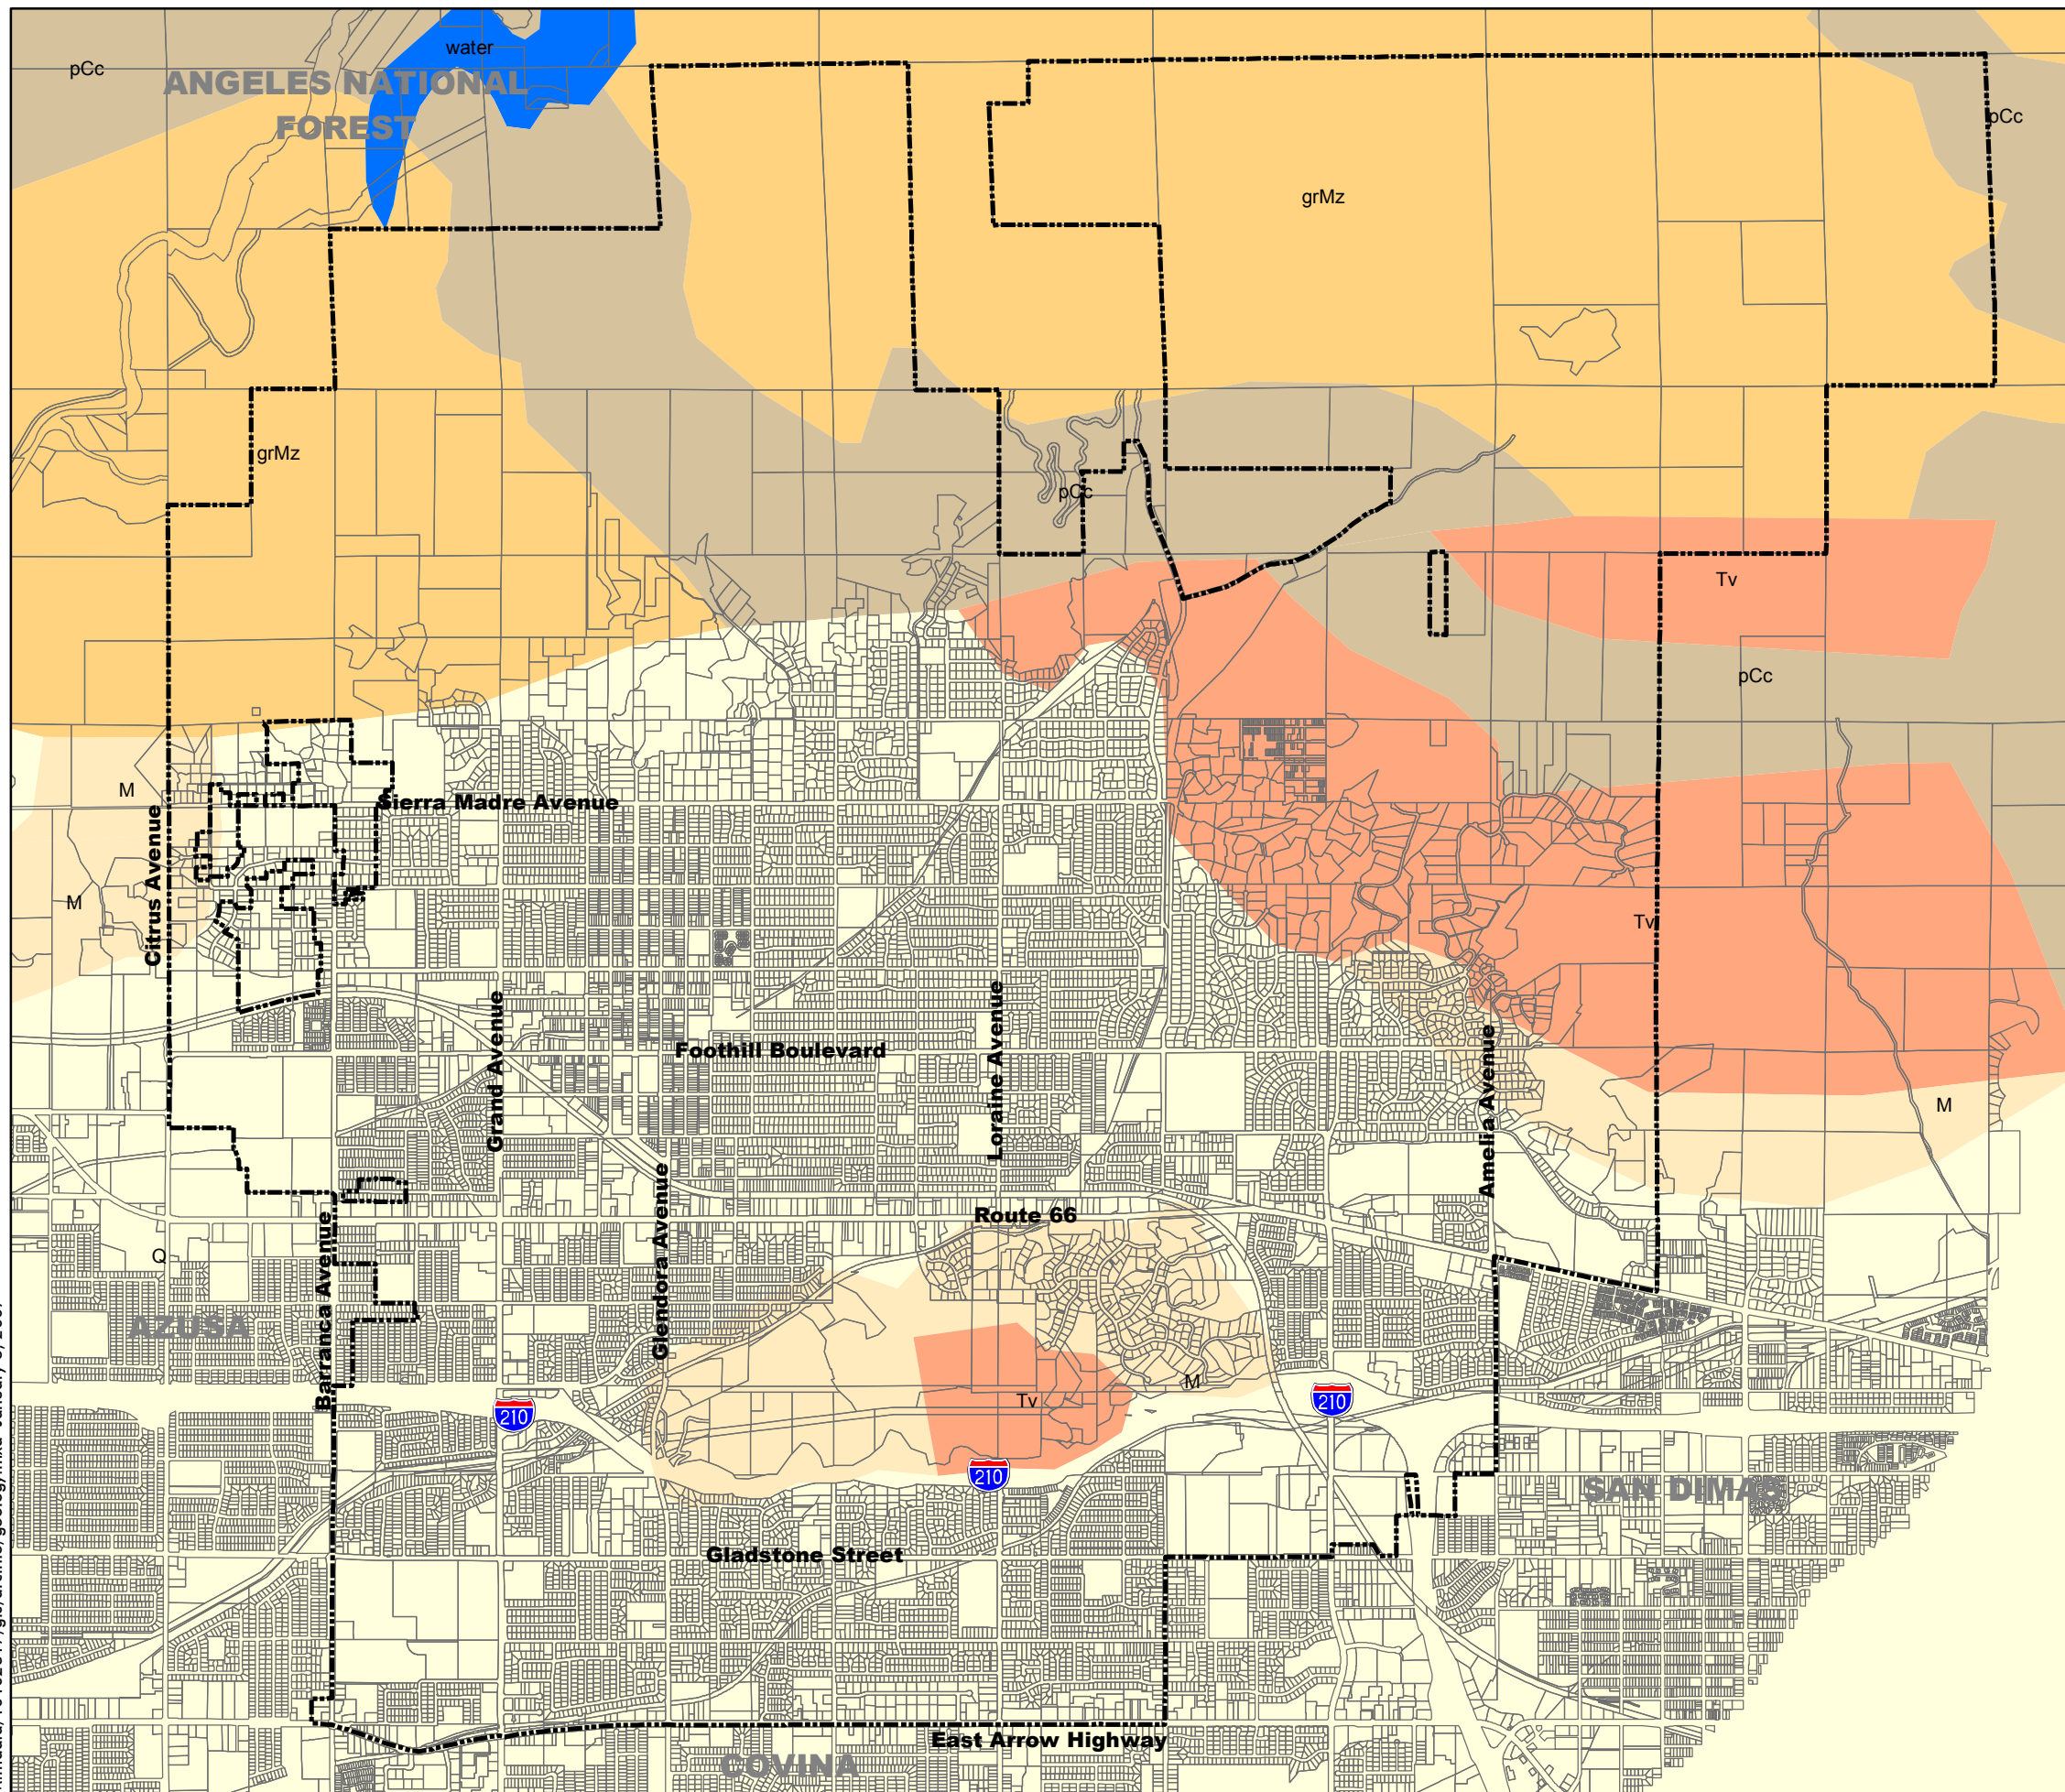 water
pCc
ANGELES NATIONAL
FOREST
pCc
grMz
grMz
pCc
Tv
pCc
M
Sierra Madre Avenue
Citrus Avenue
M
Tv
Grand Avenue
Foothill Boulevard
Loraine Avenue
Amelia Avenue
M
Glendora Avenue
Route 66
Barranca Avenue
Q
AZUSA
M
Tv
210
210
210
SAN DIMAS
Gladstone Street
East Arrow Highway
COVINA